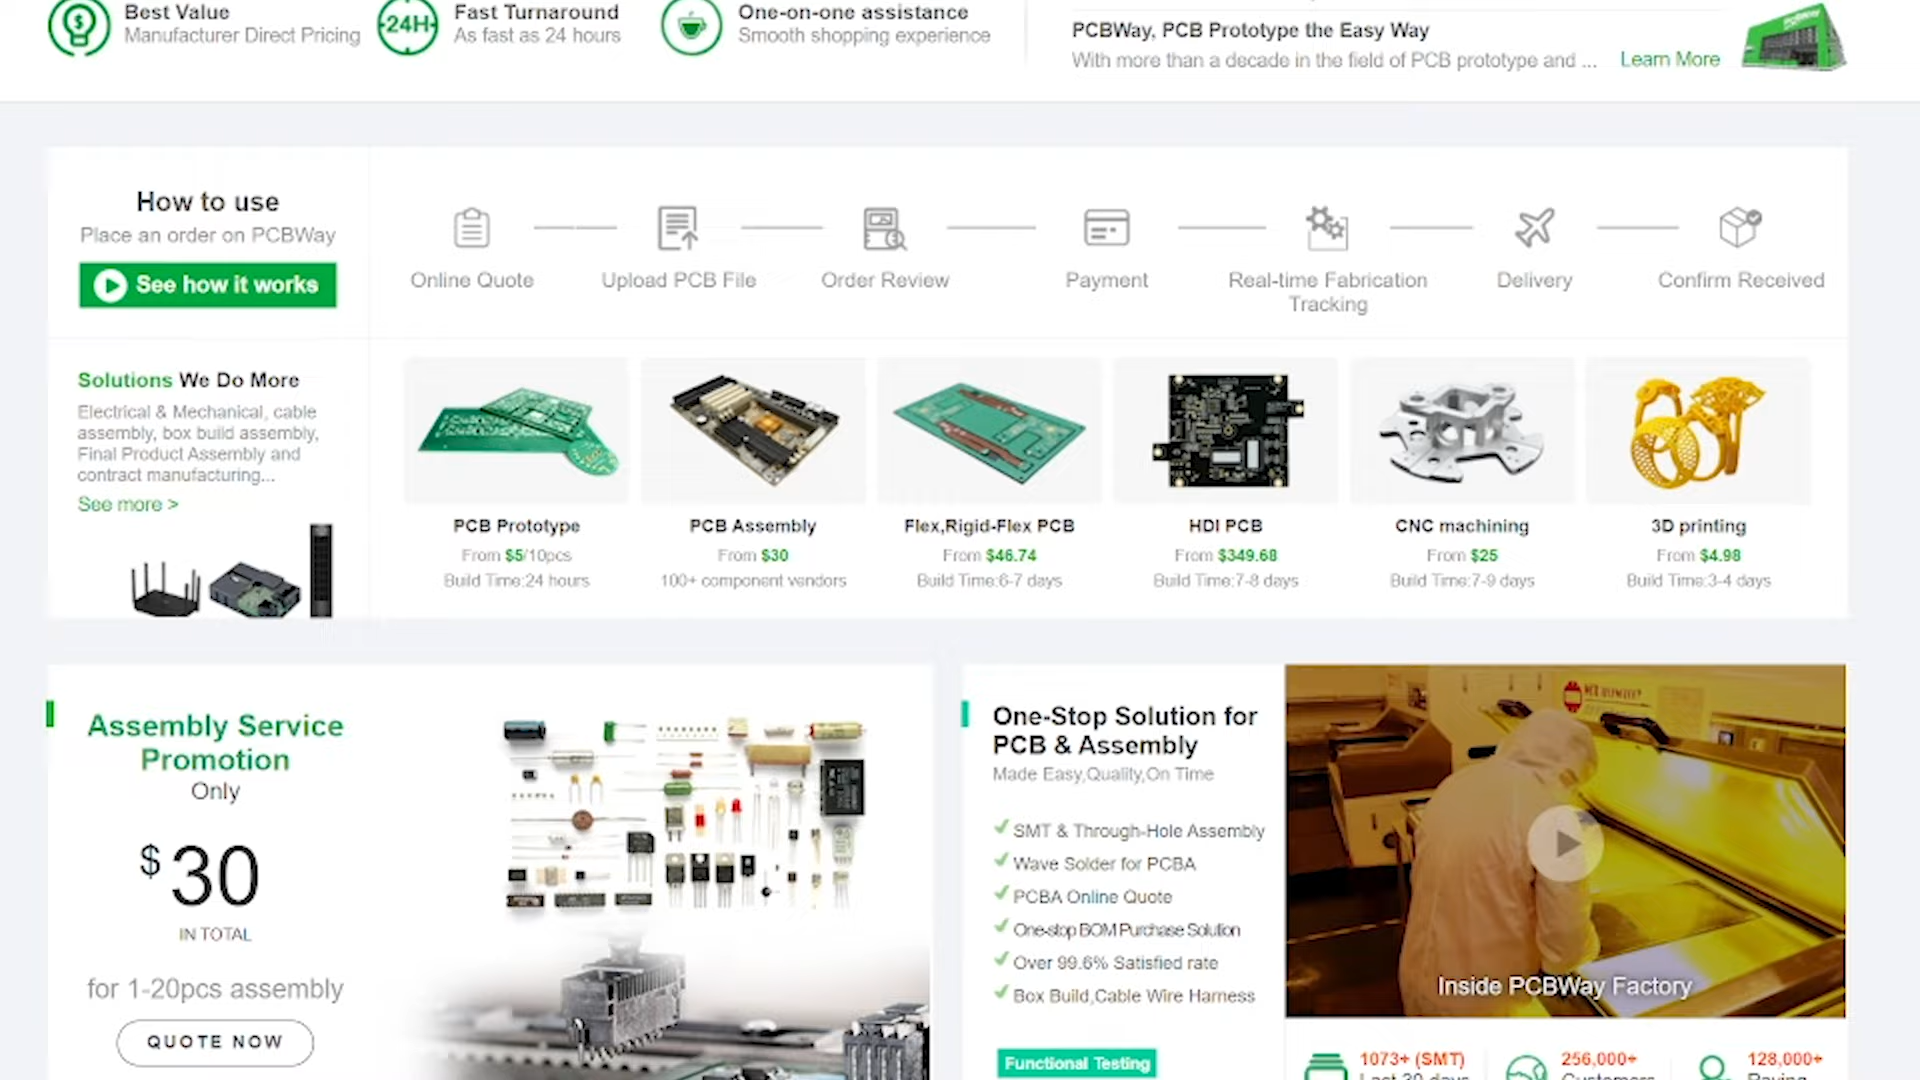 Best Value
Manufacturer Direct Pricing
24H
Fast Turnaround
As fast as 24 hours
One-on-one assistance
Smooth shopping experience
PCBWay, PCB Prototype the Easy Way
With more than a decade in the field of PCB prototype and ...
Learn More
How to use
Place an order on PCBWay
See how it works
Online Quote
Upload PCB File
Order Review
Payment
Real-time Fabrication
Tracking
Delivery
Confirm Received
Solutions We Do More
Electrical & Mechanical, cable
assembly, box build assembly,
Final Product Assembly and
contract manufacturing...
See more >
PCB Prototype
From $5/10pcs
Build Time:24 hours
PCB Assembly
From $30
100+ component vendors
Flex,Rigid-Flex PCB
From $46.74
Build Time:6-7 days
HDI PCB
From $349.68
Build Time:7-8 days
CNC machining
From $25
Build Time:7-9 days
3D printing
From $4.98
Build Time:3-4 days
Assembly Service
Promotion
Only
$30
IN TOTAL
for 1-20pcs assembly
QUOTE NOW
One-Stop Solution for
PCB & Assembly
Made Easy,Quality,On Time
SMT & Through-Hole Assembly
Wave Solder for PCBA
PCBA Online Quote
One-stop BOM Purchase Solution
Over 99.6% Satisfied rate
Box Build,Cable Wire Harness
Functional Testing
Inside PCBWay Factory
1073+ (SMT)
Last 30 days
256,000+
Customers
128,000+